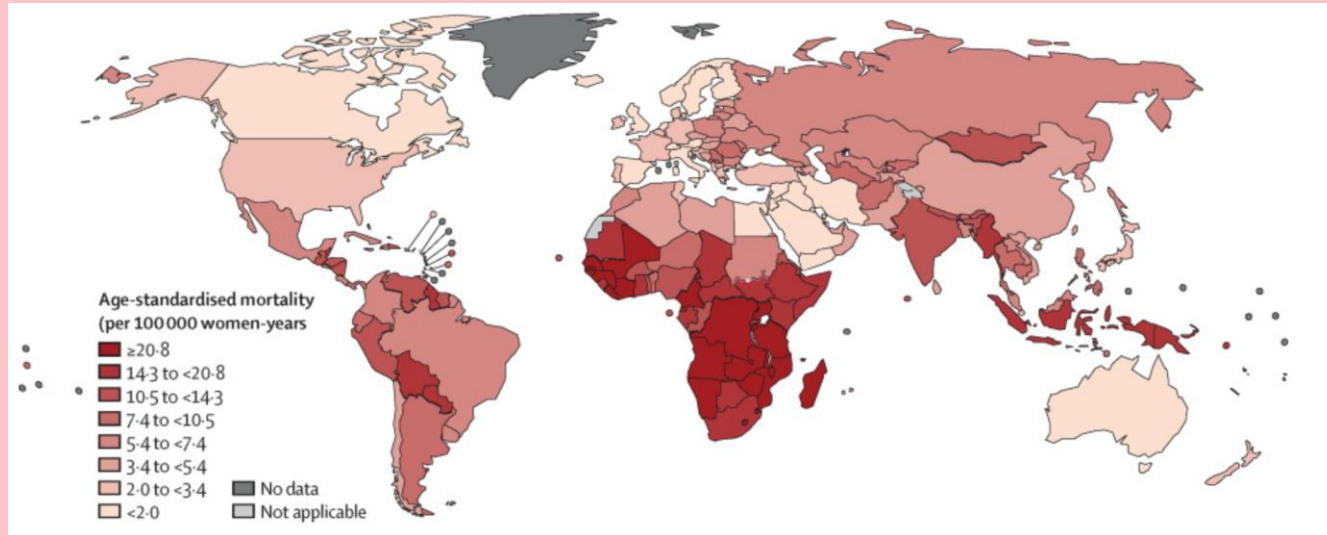 Age-standardised mortality
(per 100 000 women-years
≥20·8
14·3 to <20·8
10·5 to <14·3
7·4 to <10·5
5·4 to <7·4
3·4 to <5·4
2·0 to <3·4
<2·0
No data
Not applicable